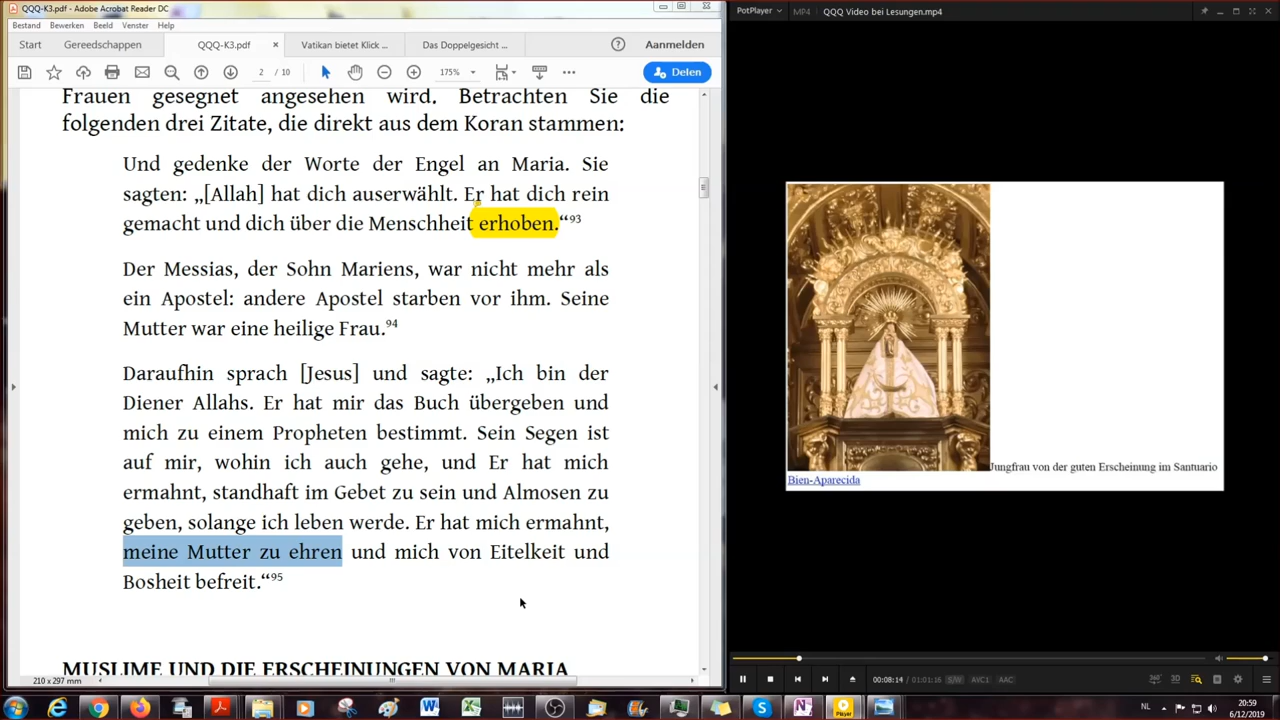 QQQ-K3.pdf - Adobe Acrobat Reader DC
Bestand Bewerken Beeld Venster Help
Start Gereedschappen QQQ-K3.pdf × Vatikan bietet Klick ... Das Doppelgesicht ... Anmelden
2 / 10 175% Delen
Frauen gesegnet angesehen wird. Betrachten Sie die
folgenden drei Zitate, die direkt aus dem Koran stammen:
Und gedenke der Worte der Engel an Maria. Sie
sagten: „[Allah] hat dich auserwählt. Er hat dich rein
gemacht und dich über die Menschheit erhoben.“93
Der Messias, der Sohn Mariens, war nicht mehr als
ein Apostel: andere Apostel starben vor ihm. Seine
Mutter war eine heilige Frau.94
Daraufhin sprach [Jesus] und sagte: „Ich bin der
Diener Allahs. Er hat mir das Buch übergeben und
mich zu einem Propheten bestimmt. Sein Segen ist
auf mir, wohin ich auch gehe, und Er hat mich
ermahnt, standhaft im Gebet zu sein und Almosen zu
geben, solange ich leben werde. Er hat mich ermahnt,
meine Mutter zu ehren und mich von Eitelkeit und
Bosheit befreit.“95
MUSLIME UND DIE ERSCHEINUNGEN VON MARIA
210 x 297 mm
PotPlayer MP4 QQQ Video bei Lesungen.mp4
Jungfrau von der guten Erscheinung im Santuario
Bien-Aparecida
00:08:14 / 01:01:16 S/W AVC1 AAC
3D
NL 20:59
6/12/2019